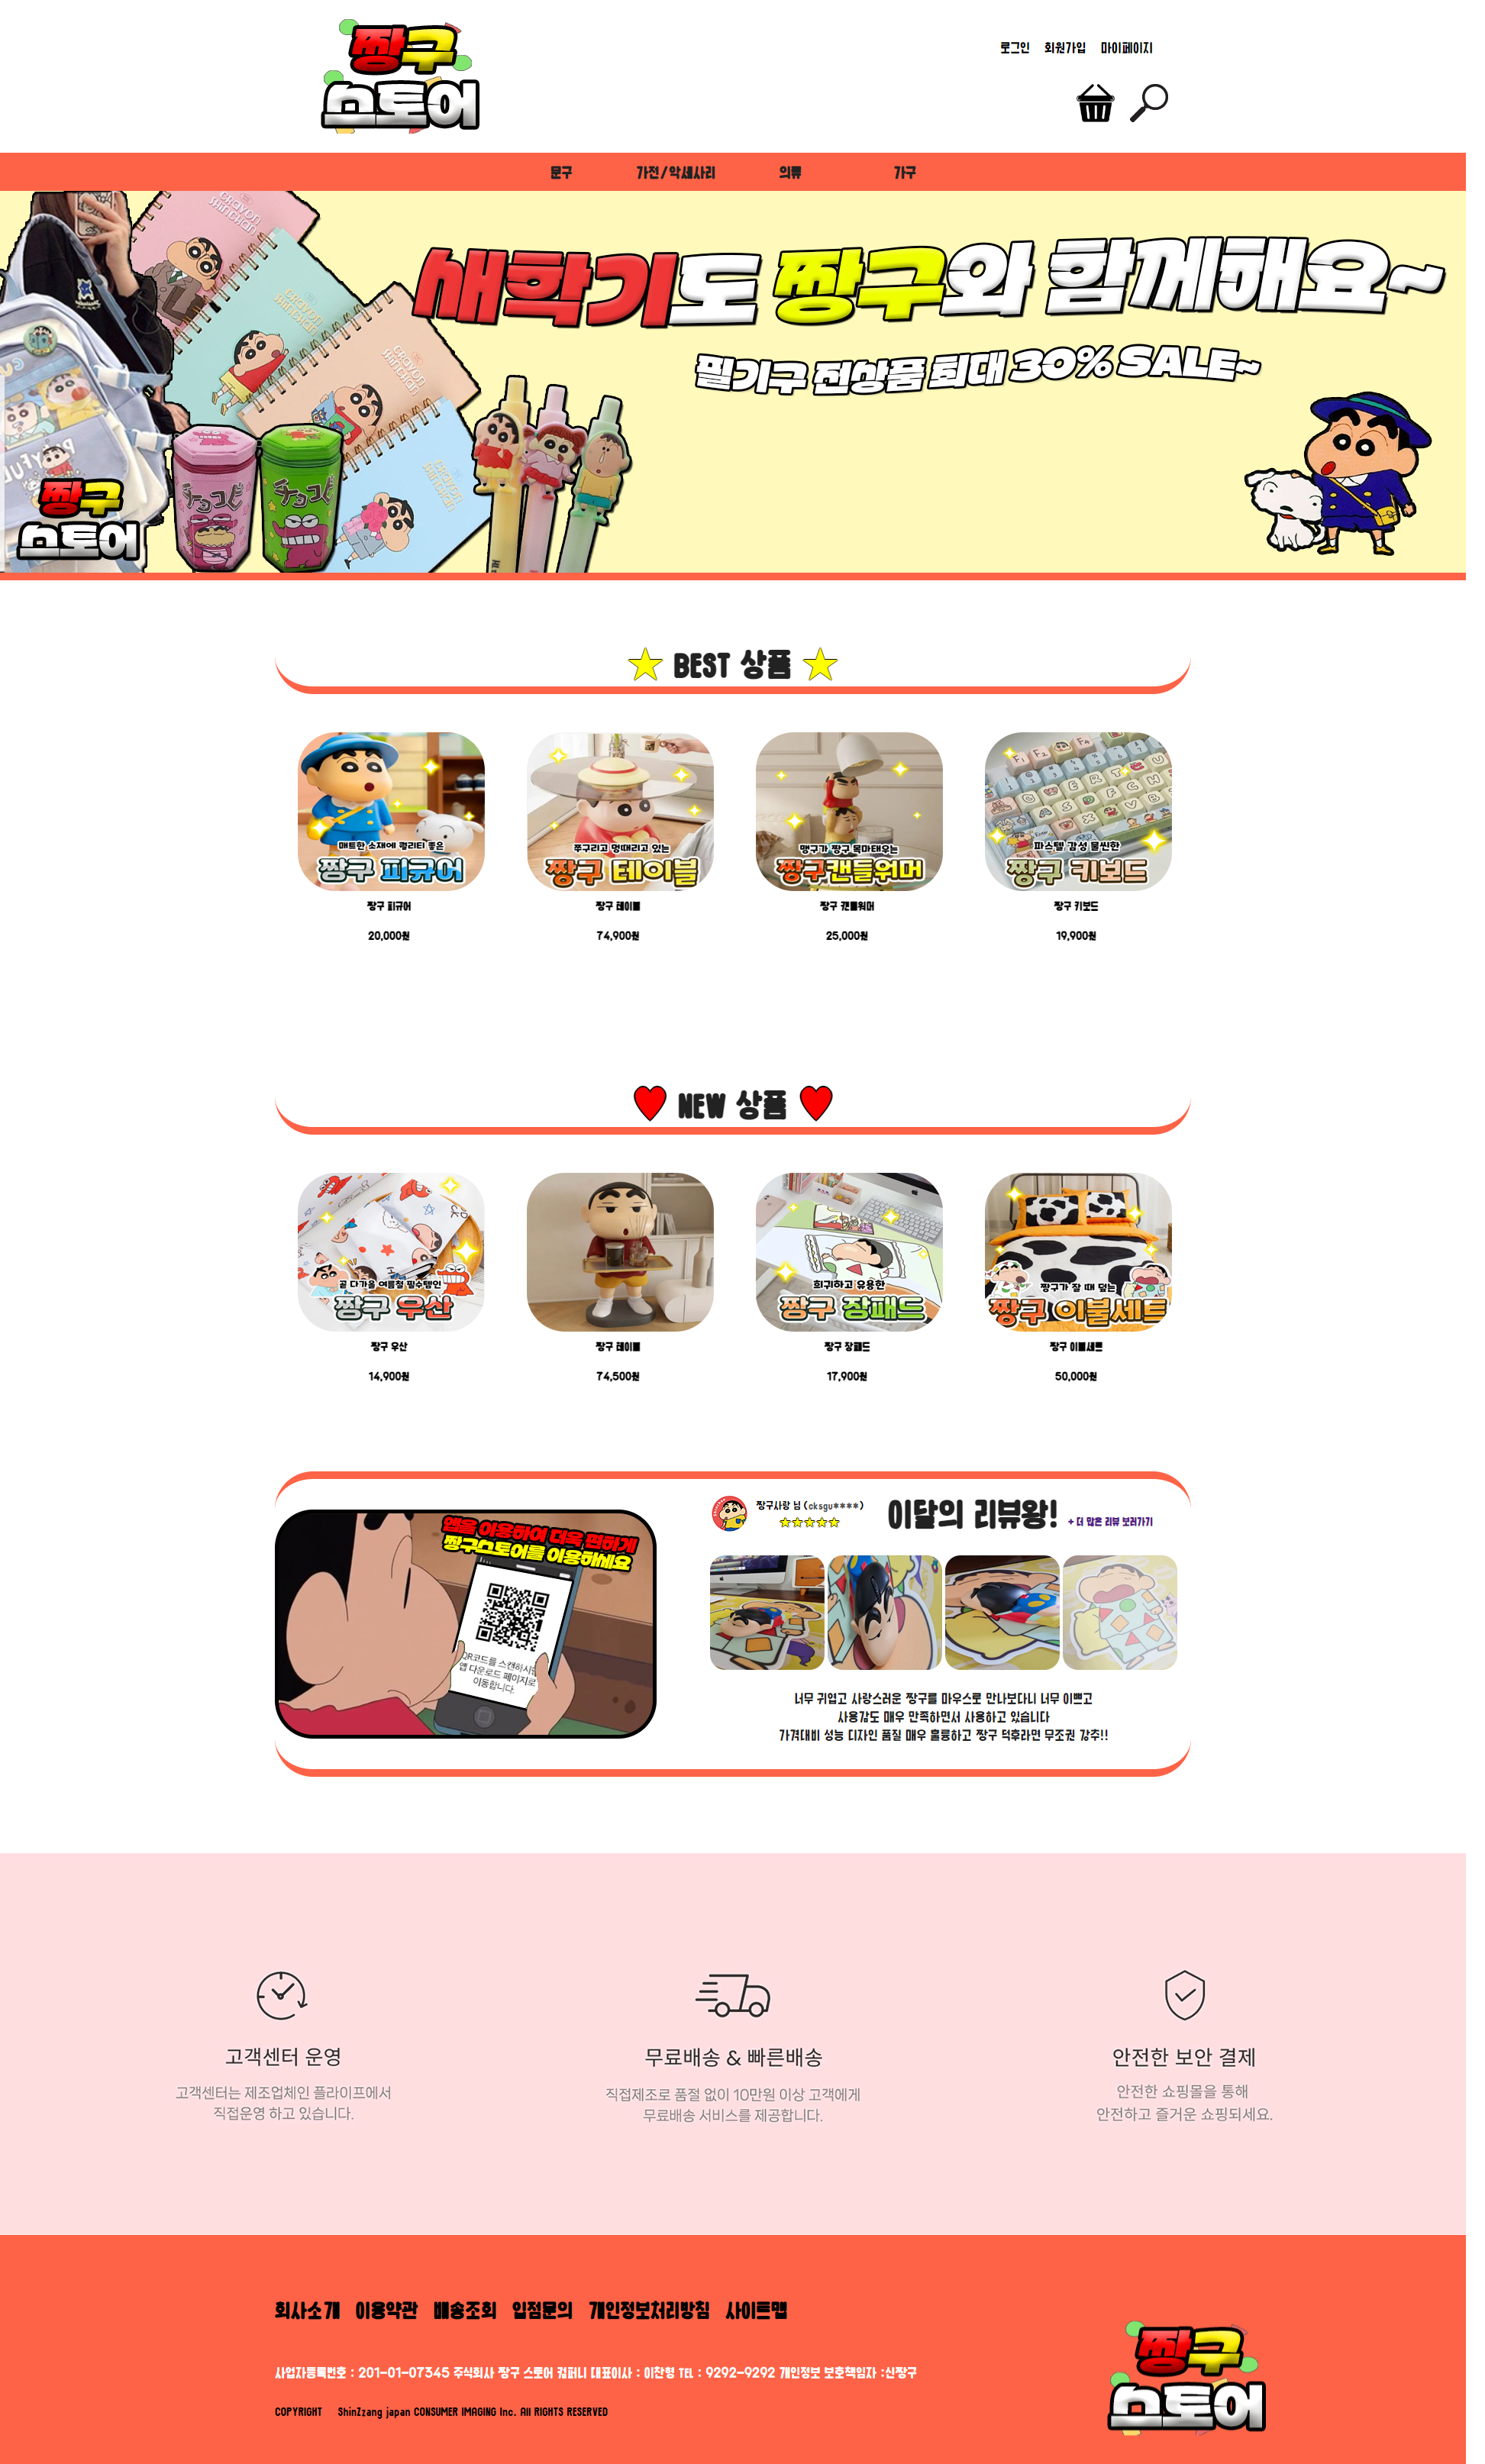 짱구
스토어
로그인 회원가입 마이페이지
문구 가전/악세사리 의류 가구
새학기도 짱구와 함께해요~
필기구 전상품 최대 30% SALE~
crayon
shinchan
crayon
shinchan
crayon
shinchan
チョコビ
チョコビ
짱구
스토어
BEST 상품
매트한 소재에 퀄리티 좋은
짱구 피규어
쭈구리고 멍때리고 있는
짱구 테이블
맹구가 짱구 목마태우는
짱구캔들워머
파스텔 감성 물씬한
짱구 키보드
짱구 피규어 짱구 테이블 짱구 캔들워머 짱구 키보드
20,000원 74,900원 25,000원 19,900원
NEW 상품
곧 다가올 여름철 필수템인
짱구 우산
희귀하고 유용한
짱구 장패드
짱구가 잘 때 덮는
짱구 이불세트
짱구 우산 짱구 테이블 짱구 장패드 짱구 이불세트
14,900원 74,500원 17,900원 50,000원
앱을 이용하여 더욱 편하게
짱구스토어를 이용하세요
QR코드를 스캔하시면
앱 다운로드 페이지로
이동합니다.
짱구사랑 님 (cksgu****)
이달의 리뷰왕! + 더 많은 리뷰 보러가기
너무 귀엽고 사랑스러운 짱구를 마우스로 만나보다니 너무 이쁘고
사용감도 매우 만족하면서 사용하고 있습니다
가격대비 성능 디자인 품질 매우 훌륭하고 짱구 덕후라면 무조권 강추!!
고객센터 운영
고객센터는 제조업체인 플라이프에서
직접운영 하고 있습니다.
무료배송 & 빠른배송
직접제조로 품절 없이 10만원 이상 고객에게
무료배송 서비스를 제공합니다.
안전한 보안 결제
안전한 쇼핑몰을 통해
안전하고 즐거운 쇼핑되세요.
회사소개 이용약관 배송조회 입점문의 개인정보처리방침 사이트맵
사업자등록번호 : 201-01-07345 주식회사 짱구 스토어 컴퍼니 대표이사 : 이찬형 TEL : 9292-9292 개인정보 보호책임자 :신짱구
COPYRIGHT ShinZzang japan CONSUMER IMAGING Inc. All RIGHTS RESERVED
짱구
스토어